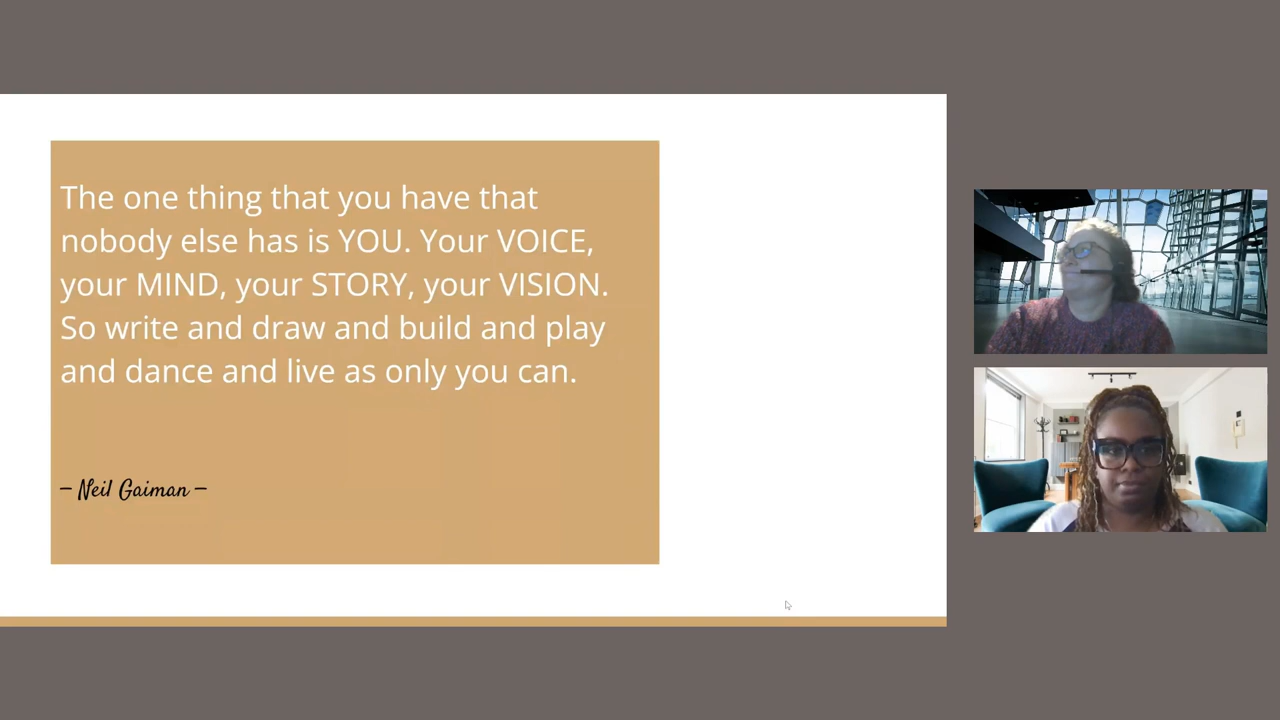 The one thing that you have that
nobody else has is YOU. Your VOICE,
your MIND, your STORY, your VISION.
So write and draw and build and play
and dance and live as only you can.
– Neil Gaiman –